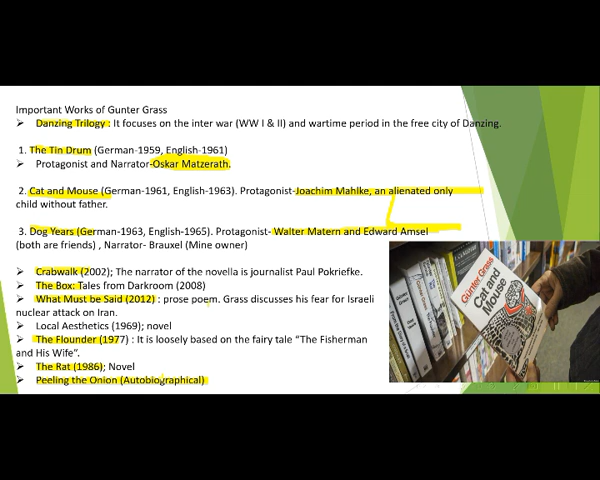 Important Works of Gunter Grass
➢ Danzing Trilogy : It focuses on the inter war (WW I & II) and wartime period in the free city of Danzing.
1. The Tin Drum (German-1959, English-1961)
➢ Protagonist and Narrator-Oskar Matzerath.
2. Cat and Mouse (German-1961, English-1963). Protagonist-Joachim Mahlke, an alienated only
child without father.
3. Dog Years (German-1963, English-1965). Protagonist- Walter Matern and Edward Amsel
(both are friends) , Narrator- Brauxel (Mine owner)
➢ Crabwalk (2002); The narrator of the novella is journalist Paul Pokriefke.
➢ The Box: Tales from Darkroom (2008)
➢ What Must be Said (2012) : prose poem. Grass discusses his fear for Israeli
nuclear attack on Iran.
➢ Local Aesthetics (1969); novel
➢ The Flounder (1977) : It is loosely based on the fairy tale “The Fisherman
and His Wife”.
➢ The Rat (1986); Novel
➢ Peeling the Onion (Autobiographical)
Günter Grass
Cat and
Mouse